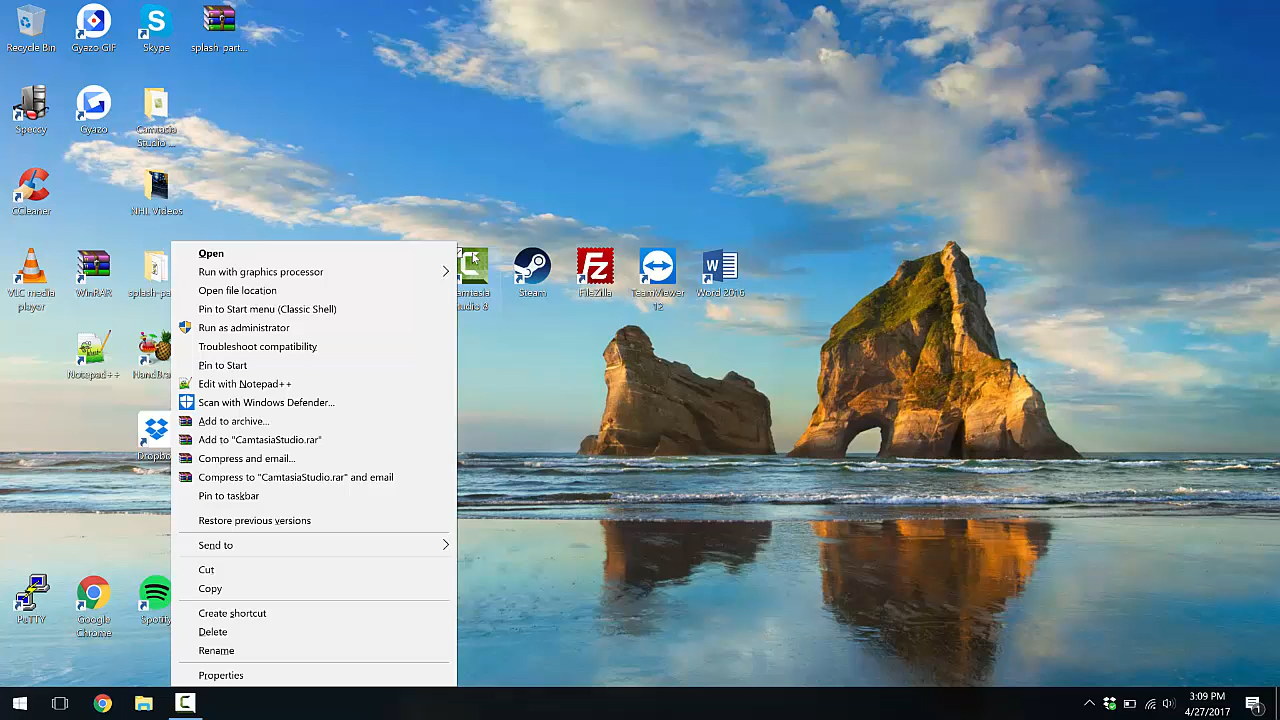 Recycle Bin
Gyazo GIF
Skype
splash_part...
Speccy
Gyazo
Camtasia
Studio ...
CCleaner
NHL Videos
VLC media
player
WinRAR
splash-pa
Camtasia
Studio 8
Steam
FileZilla
TeamViewer
12
Word 2016
Notepad++
HandBra
Dropbo
PuTTY
Google
Chrome
Spotify
Open
Run with graphics processor
Open file location
Pin to Start menu (Classic Shell)
Run as administrator
Troubleshoot compatibility
Pin to Start
Edit with Notepad++
Scan with Windows Defender...
Add to archive...
Add to "CamtasiaStudio.rar"
Compress and email...
Compress to "CamtasiaStudio.rar" and email
Pin to taskbar
Restore previous versions
Send to
Cut
Copy
Create shortcut
Delete
Rename
Properties
3:09 PM
4/27/2017
1